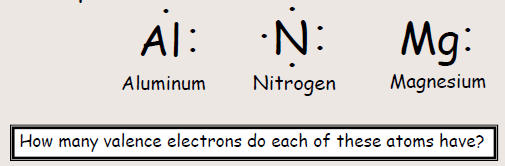 Al: ·N: Mg:
Aluminum Nitrogen Magnesium
How many valence electrons do each of these atoms have?